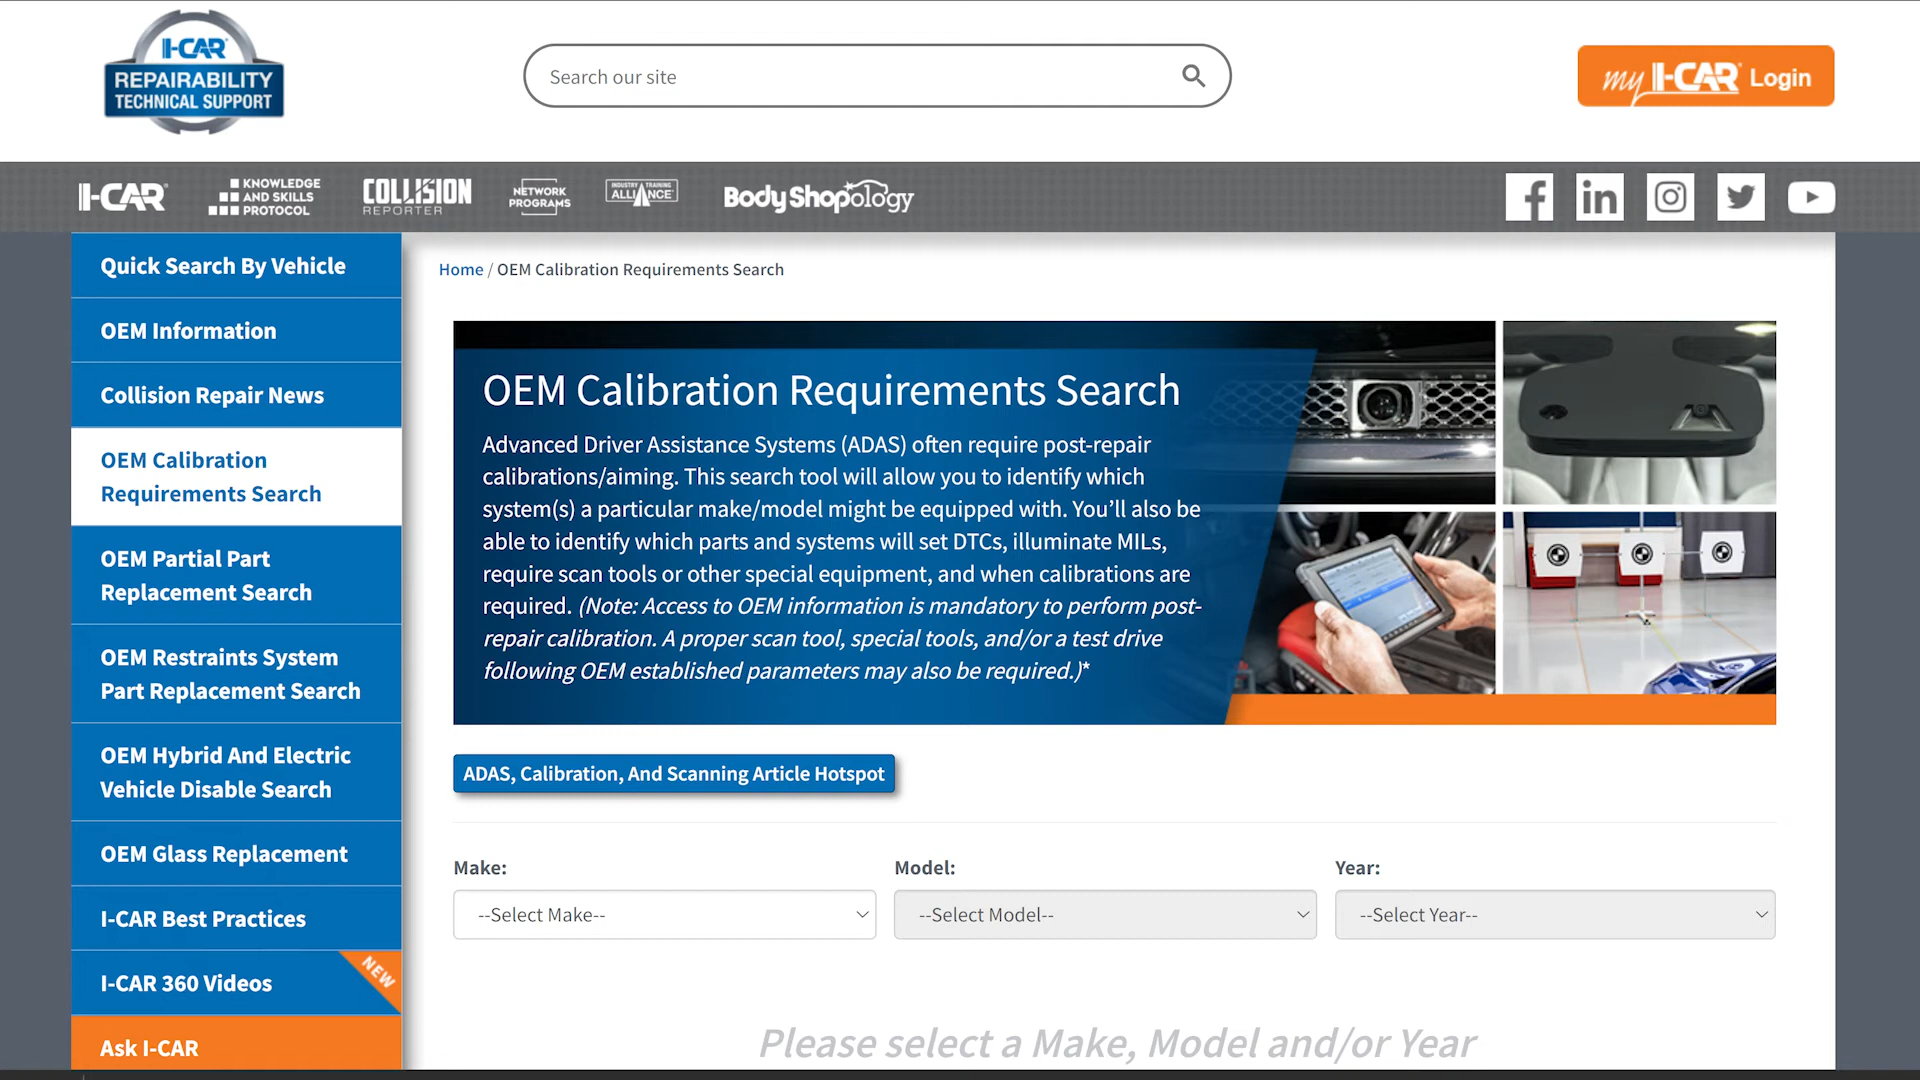 I-CAR
REPAIRABILITY
TECHNICAL SUPPORT
Search our site
my I-CAR Login
I-CAR
KNOWLEDGE
AND SKILLS
PROTOCOL
COLLISION
REPORTER
NETWORK
PROGRAMS
INDUSTRY TRAINING
ALLIANCE
BodyShopology
Quick Search By Vehicle
OEM Information
Collision Repair News
OEM Calibration
Requirements Search
OEM Partial Part
Replacement Search
OEM Restraints System
Part Replacement Search
OEM Hybrid And Electric
Vehicle Disable Search
OEM Glass Replacement
I-CAR Best Practices
I-CAR 360 Videos
NEW
Ask I-CAR
Home / OEM Calibration Requirements Search
OEM Calibration Requirements Search
Advanced Driver Assistance Systems (ADAS) often require post-repair
calibrations/aiming. This search tool will allow you to identify which
system(s) a particular make/model might be equipped with. You’ll also be
able to identify which parts and systems will set DTCs, illuminate MILs,
require scan tools or other special equipment, and when calibrations are
required. (Note: Access to OEM information is mandatory to perform post-
repair calibration. A proper scan tool, special tools, and/or a test drive
following OEM established parameters may also be required.)*
ADAS, Calibration, And Scanning Article Hotspot
Make: Model: Year:
--Select Make-- --Select Model-- --Select Year--
Please select a Make, Model and/or Year